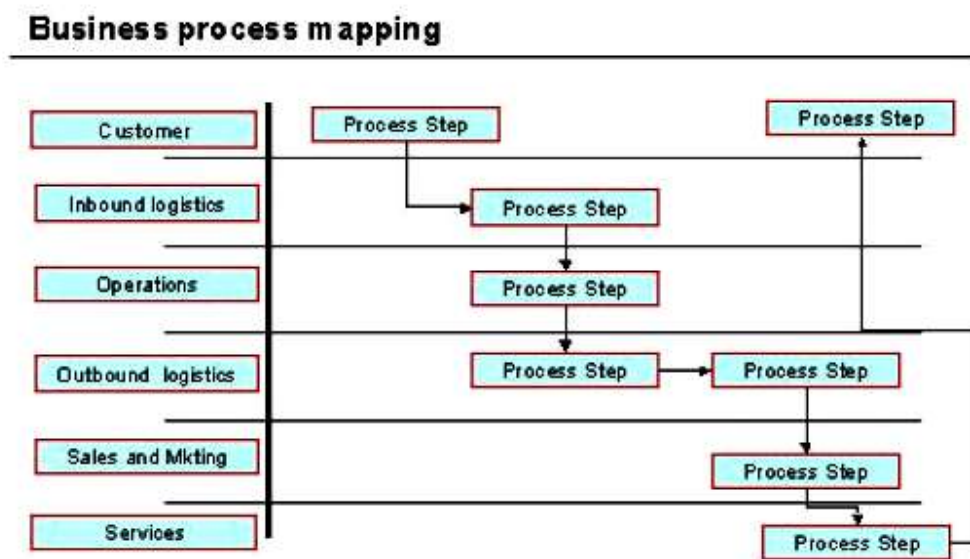 Business process mapping
Customer
Process Step
Process Step
Inbound logistics
Process Step
Operations
Process Step
Outbound logistics
Process Step
Process Step
Sales and Mkting
Process Step
Services
Process Step